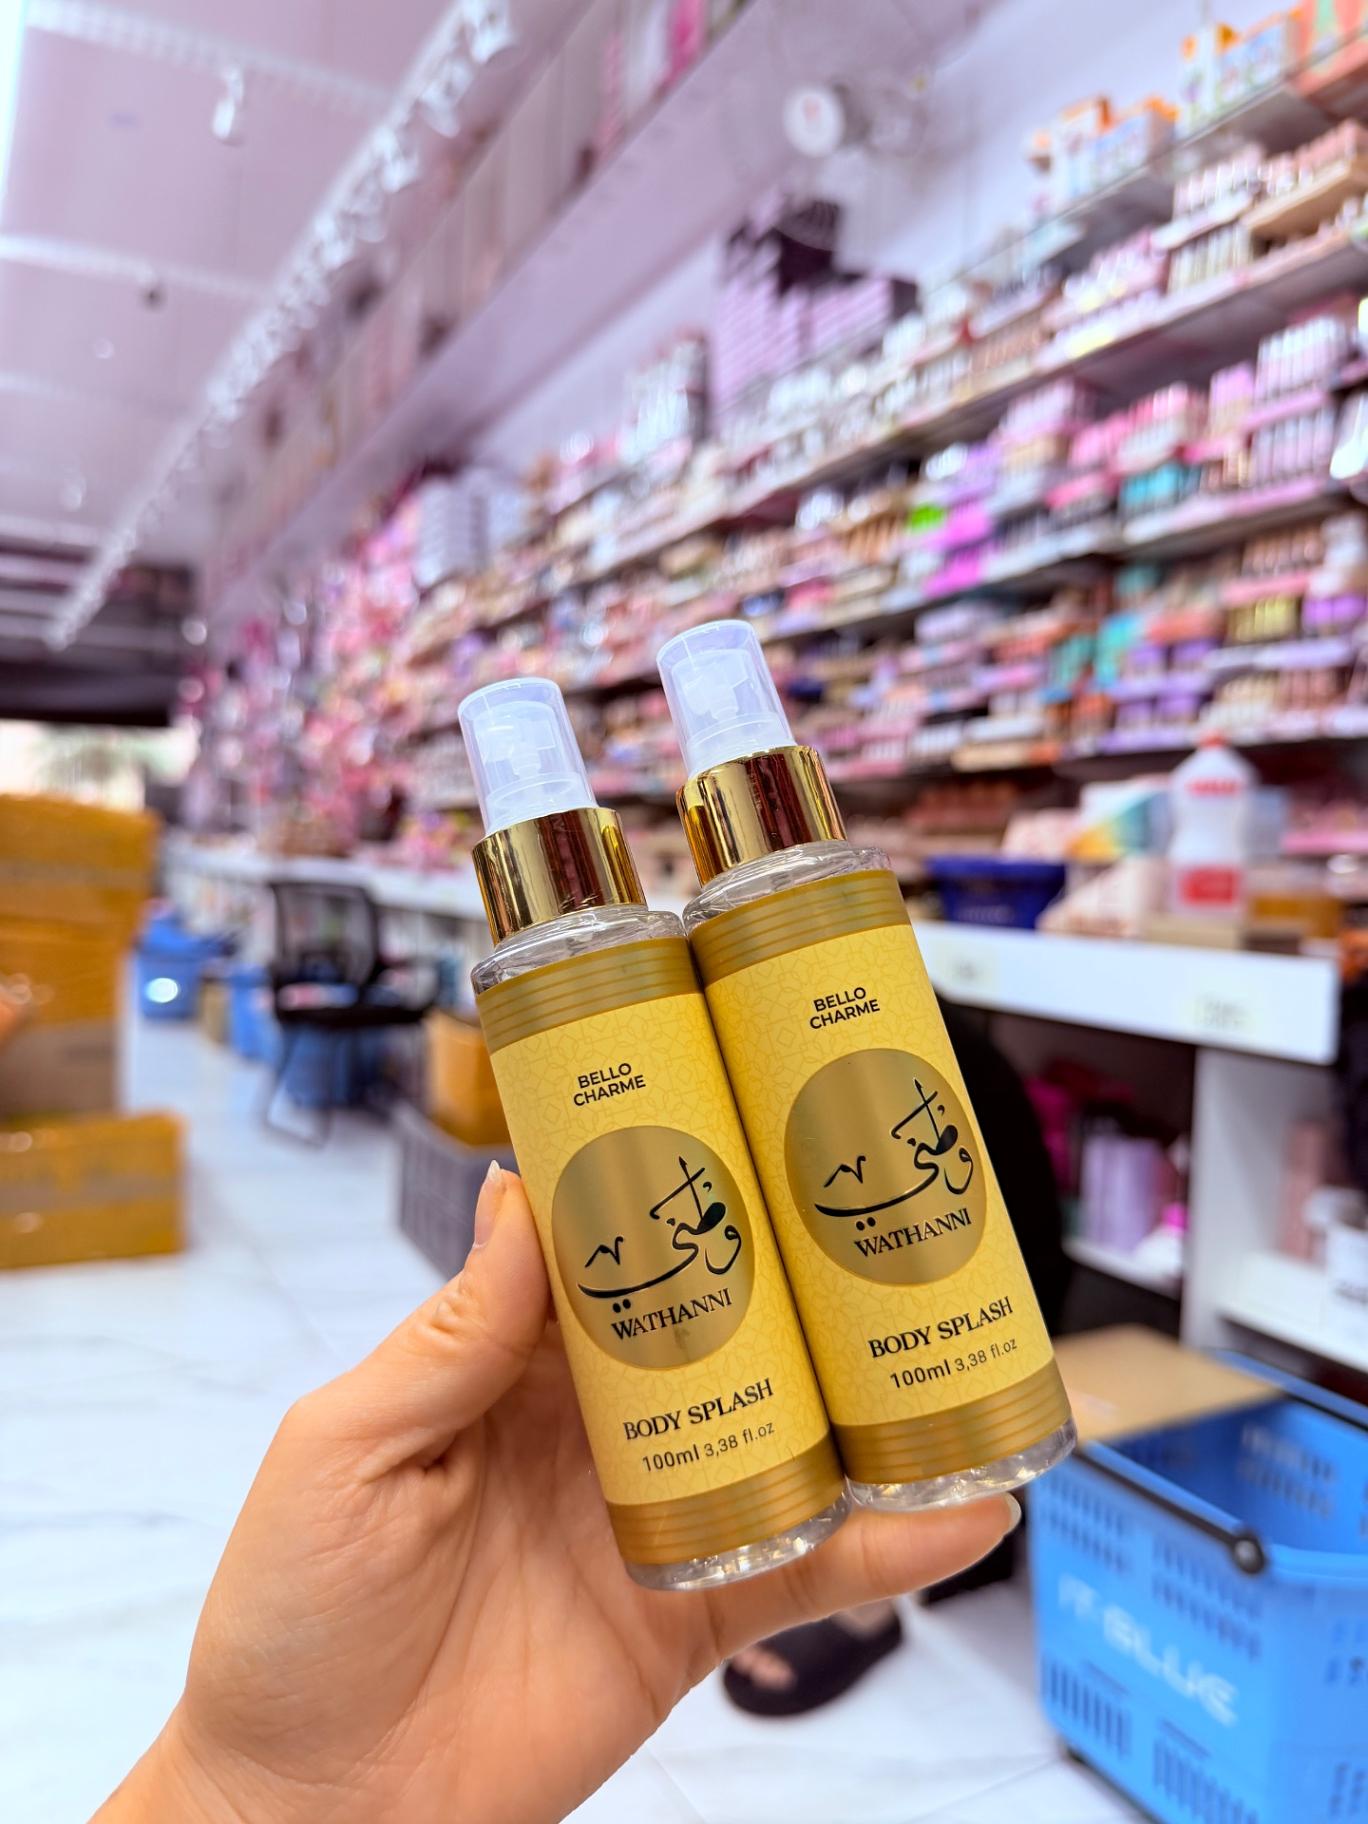 BELLO
CHARME
وطني
WATHANNI
BODY SPLASH
100ml 3,38 fl.oz
BELLO
CHARME
وطني
WATHANNI
BODY SPLASH
100ml 3,38 fl.oz